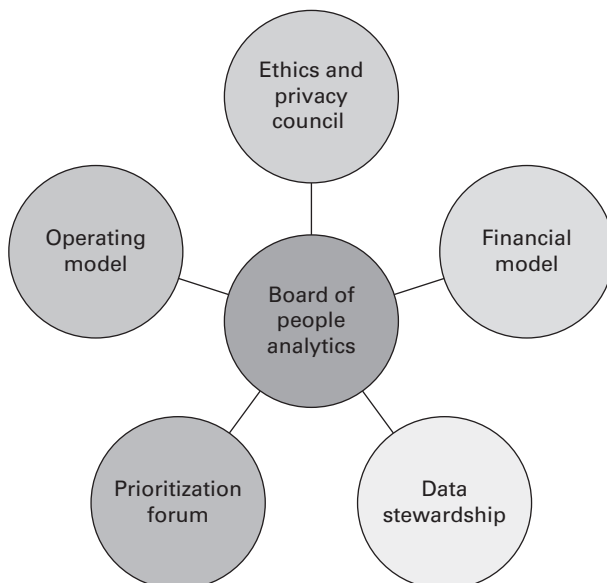 Ethics and
privacy
council
Operating
model
Financial
model
Board of
people
analytics
Prioritization
forum
Data
stewardship